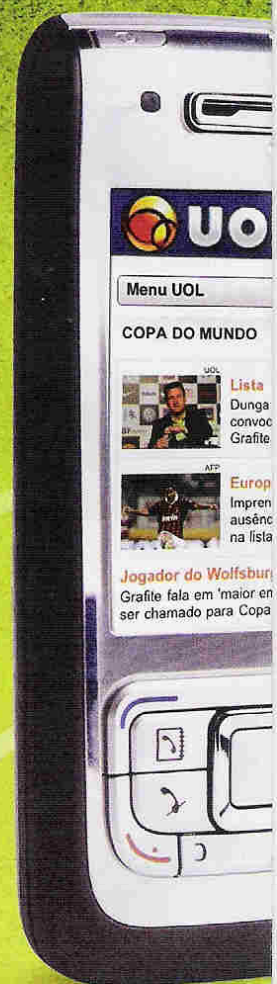 UO
Menu UOL
COPA DO MUNDO
UOL
Lista
Dunga
convoc
Grafite
AFP
Europ
Impren
ausênc
na lista
Jogador do Wolfsbur
Grafite fala em 'maior em
ser chamado para Copa